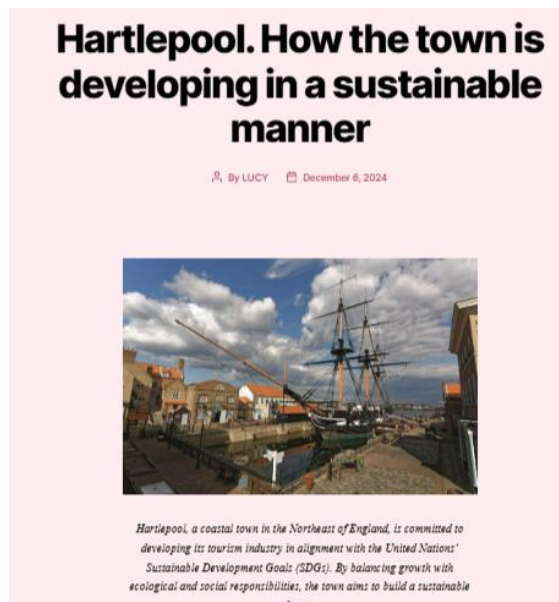 Hartlepool. How the town is
developing in a sustainable
manner
By LUCY December 6, 2024
Hartlepool, a coastal town in the Northeast of England, is committed to
developing its tourism industry in alignment with the United Nations'
Sustainable Development Goals (SDGs). By balancing growth with
ecological and social responsibilities, the town aims to build a sustainable